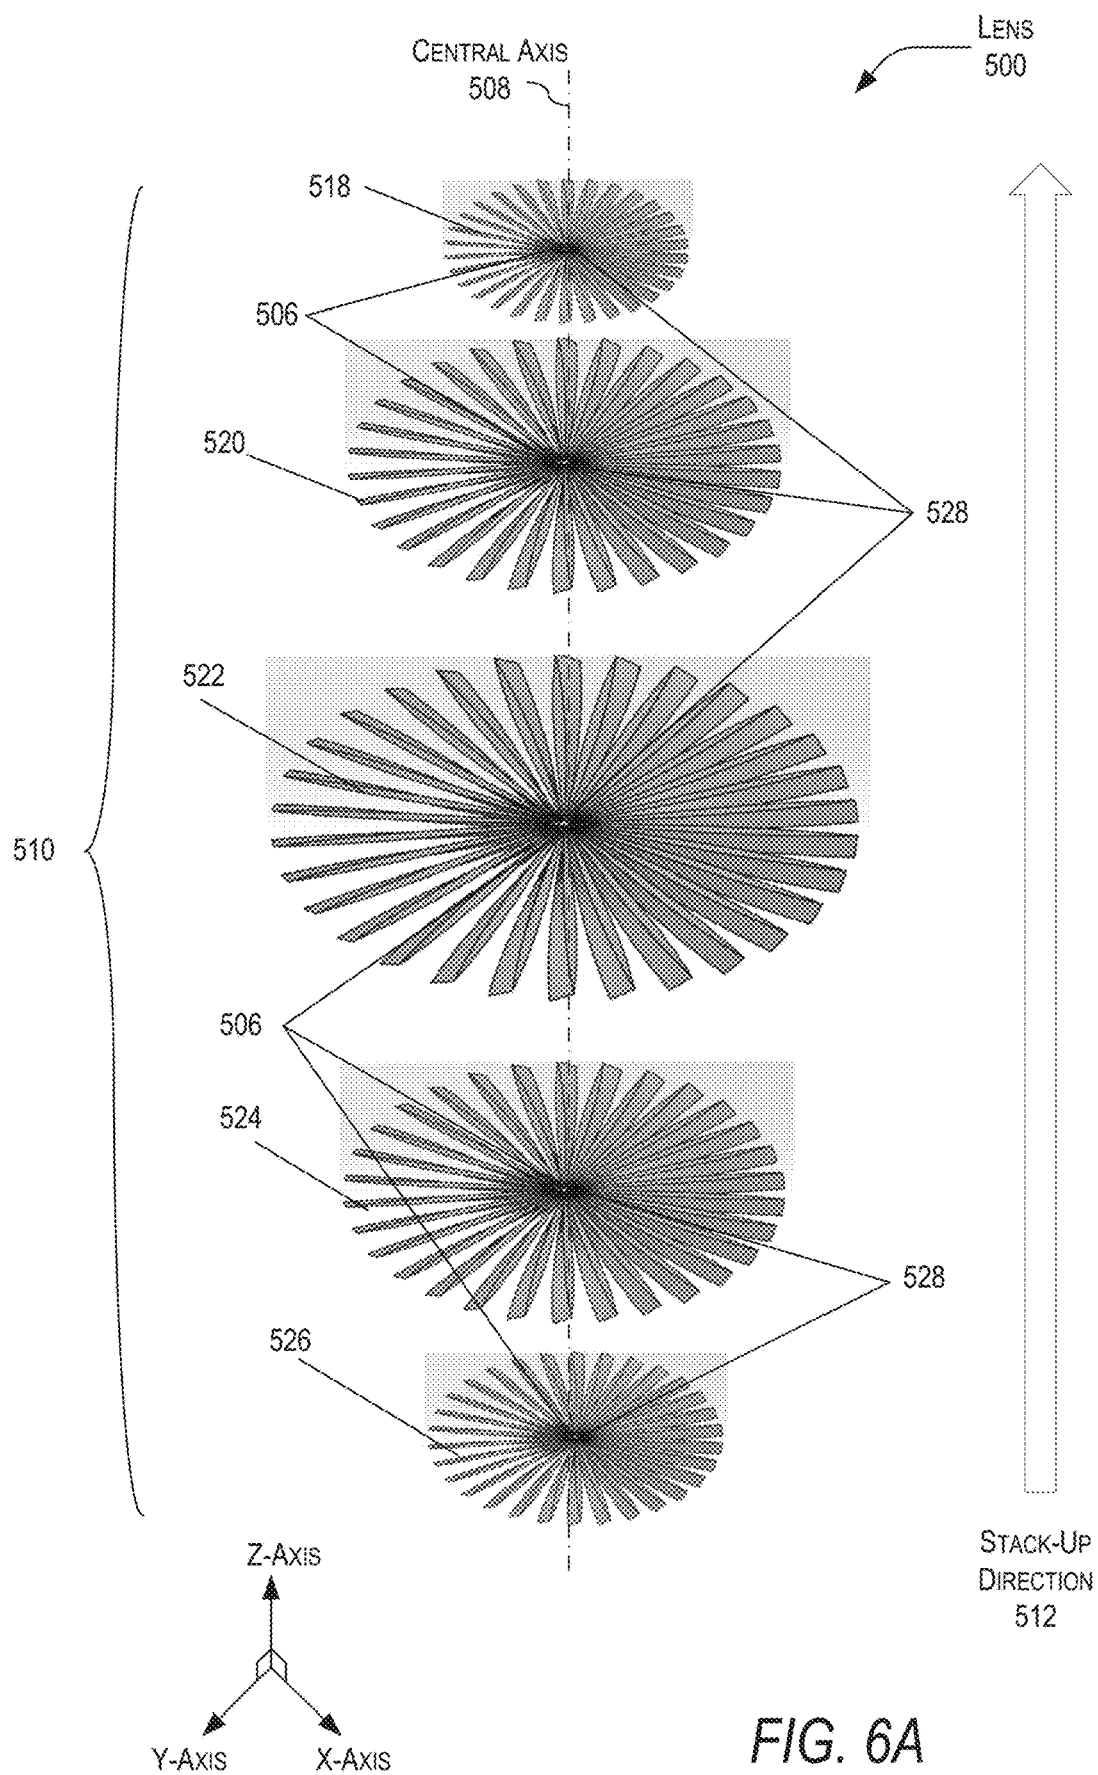 LENS
500
CENTRAL AXIS
508
518
506
520
528
522
510
506
524
528
526
Z-AXIS
Y-AXIS
X-AXIS
STACK-UP
DIRECTION
512
FIG. 6A